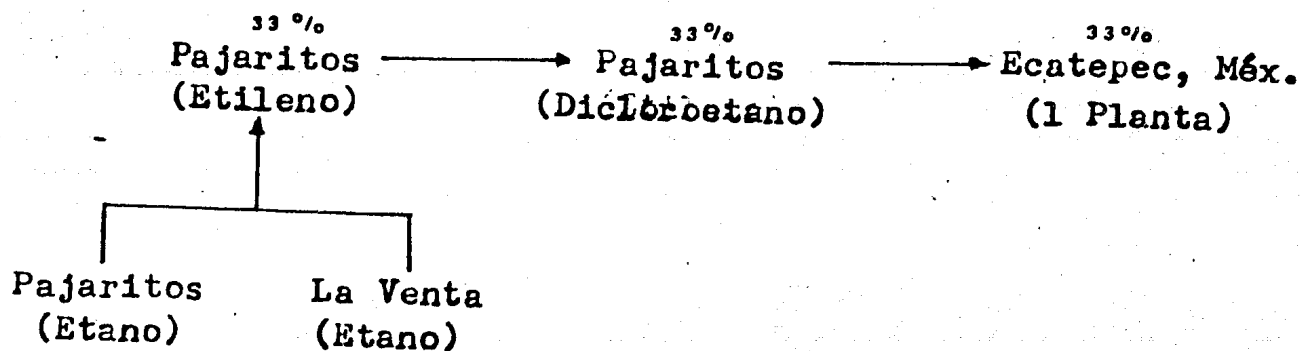 33 %
Pajaritos
(Etileno)
33%
Pajaritos
(Dicloroetano)
33%
Ecatepec, Méx.
(1 Planta)
Pajaritos
(Etano)
La Venta
(Etano)